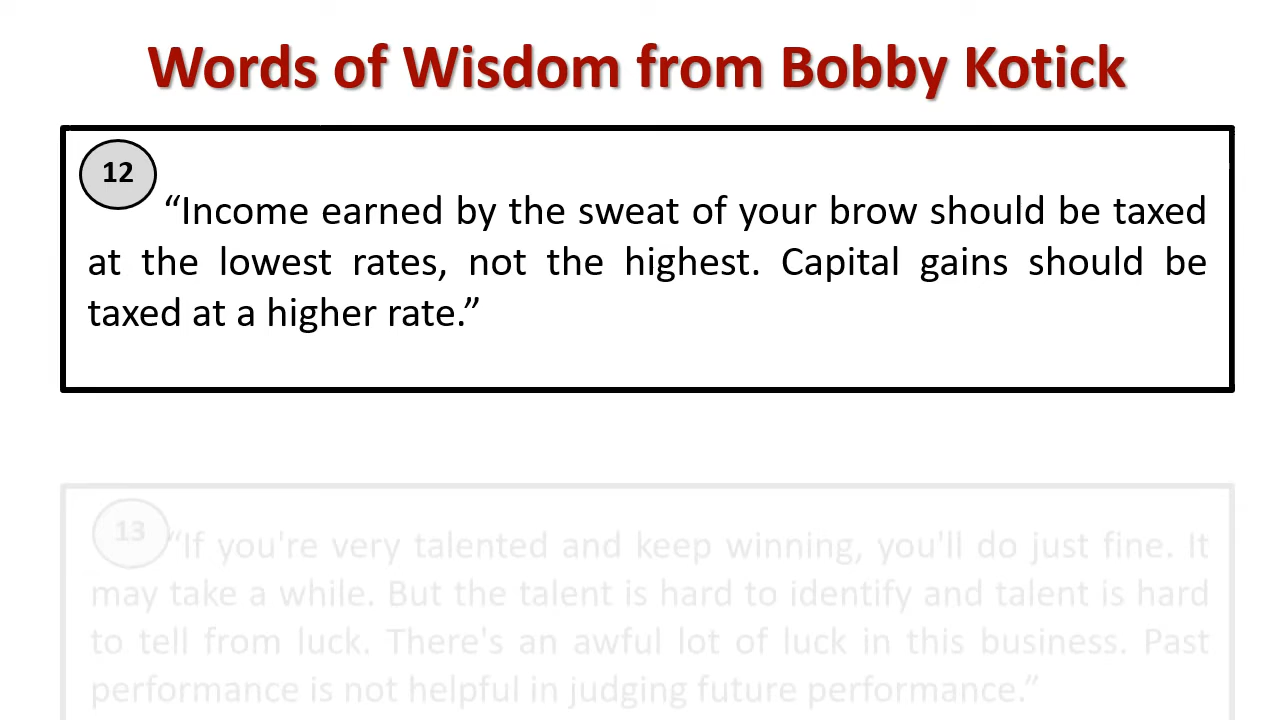 Words of Wisdom from Bobby Kotick
12
“Income earned by the sweat of your brow should be taxed
at the lowest rates, not the highest. Capital gains should be
taxed at a higher rate.”
13
“If you're very talented and keep winning, you'll do just fine. It
may take a while. But the talent is hard to identify and talent is hard
to tell from luck. There's an awful lot of luck in this business. Past
performance is not helpful in judging future performance.”